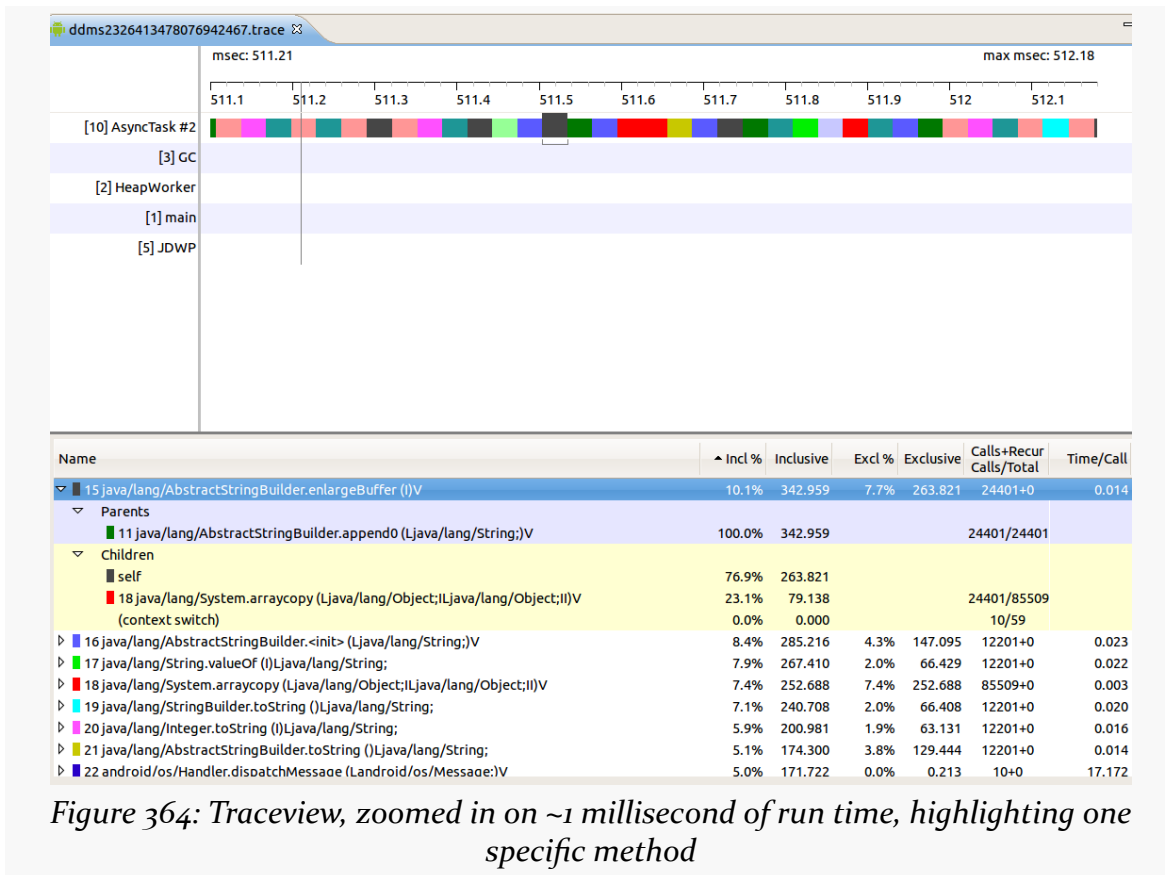 ddms2326413478076942467.trace
msec: 511.21 max msec: 512.18
511.1 511.2 511.3 511.4 511.5 511.6 511.7 511.8 511.9 512 512.1
[10] AsyncTask #2
[3] GC
[2] HeapWorker
[1] main
[5] JDWP
Name Incl % Inclusive Excl % Exclusive Calls+Recur Calls/Total Time/Call
15 java/lang/AbstractStringBuilder.enlargeBuffer (I)V 10.1% 342.959 7.7% 263.821 24401+0 0.014
Parents
11 java/lang/AbstractStringBuilder.append0 (Ljava/lang/String;)V 100.0% 342.959 24401/24401
Children
self 76.9% 263.821
18 java/lang/System.arraycopy (Ljava/lang/Object;ILjava/lang/Object;II)V 23.1% 79.138 24401/85509
(context switch) 0.0% 0.000 10/59
16 java/lang/AbstractStringBuilder.<init> (Ljava/lang/String;)V 8.4% 285.216 4.3% 147.095 12201+0 0.023
17 java/lang/String.valueOf (I)Ljava/lang/String; 7.9% 267.410 2.0% 66.429 12201+0 0.022
18 java/lang/System.arraycopy (Ljava/lang/Object;ILjava/lang/Object;II)V 7.4% 252.688 7.4% 252.688 85509+0 0.003
19 java/lang/StringBuilder.toString ()Ljava/lang/String; 7.1% 240.708 2.0% 66.408 12201+0 0.020
20 java/lang/Integer.toString (I)Ljava/lang/String; 5.9% 200.981 1.9% 63.131 12201+0 0.016
21 java/lang/AbstractStringBuilder.toString ()Ljava/lang/String; 5.1% 174.300 3.8% 129.444 12201+0 0.014
22 android/os/Handler.dispatchMessage (Landroid/os/Message;)V 5.0% 171.722 0.0% 0.213 10+0 17.172
Figure 364: Traceview, zoomed in on ~1 millisecond of run time, highlighting one
specific method